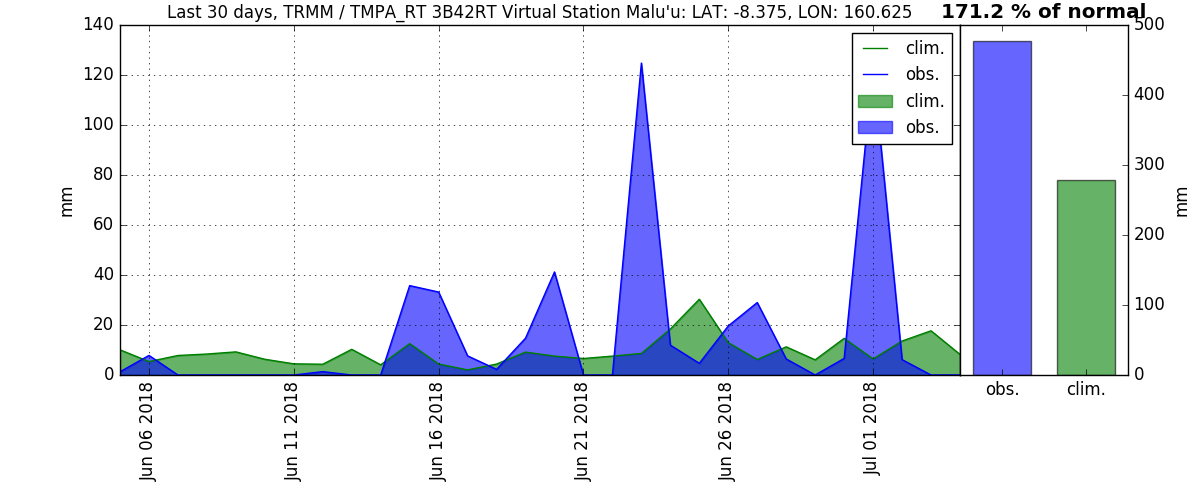 Last 30 days, TRMM / TMPA_RT 3B42RT Virtual Station Malu'u: LAT: -8.375, LON: 160.625
171.2 % of normal
140
120
100
80
60
40
20
0
mm
clim.
obs.
clim.
obs.
Jun 06 2018
Jun 11 2018
Jun 16 2018
Jun 21 2018
Jun 26 2018
Jul 01 2018
500
400
300
200
100
0
mm
obs.
clim.